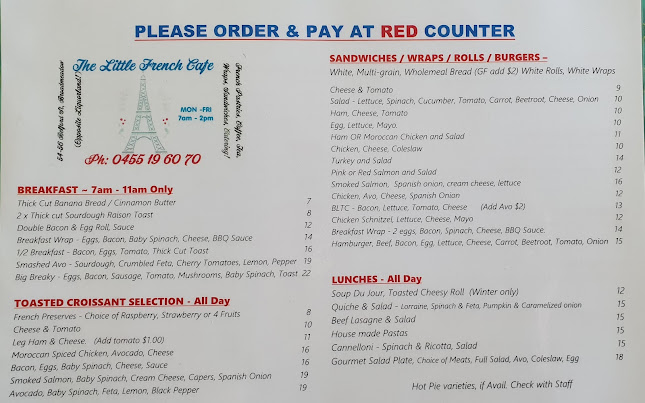 PLEASE ORDER & PAY AT RED COUNTER
The Little French Cafe
54-56 Belford St, Broadmeadow
(Opposite Liquorland!)
MON -FRI
7am - 2pm
Ph: 0455 19 60 70
BREAKFAST ~ 7am - 11am Only
Thick Cut Banana Bread / Cinnamon Butter 7
2 x Thick cut Sourdough Raison Toast 8
Double Bacon & Egg Roll, Sauce 12
Breakfast Wrap - Eggs, Bacon, Baby Spinach, Cheese, BBQ Sauce 14
1/2 Breakfast - Bacon, Eggs, Tomato, Thick Cut Toast 16
Smashed Avo - Sourdough, Crumbled Feta, Cherry Tomatoes, Lemon, Pepper 19
Big Breaky - Eggs, Bacon, Sausage, Tomato, Mushrooms, Baby Spinach, Toast 22
TOASTED CROISSANT SELECTION - All Day
French Preserves - Choice of Raspberry, Strawberry or 4 Fruits 8
Cheese & Tomato 10
Leg Ham & Cheese. (Add tomato $1.00) 11
Moroccan Spiced Chicken, Avocado, Cheese 16
Bacon, Eggs, Baby Spinach, Cheese, Sauce 16
Smoked Salmon, Baby Spinach, Cream Cheese, Capers, Spanish Onion 19
Avocado, Baby Spinach, Feta, Lemon, Black Pepper 19
SANDWICHES / WRAPS / ROLLS / BURGERS ~
White, Multi-grain, Wholemeal Bread (GF add $2) White Rolls, White Wraps
Cheese & Tomato 9
Salad - Lettuce, Spinach, Cucumber, Tomato, Carrot, Beetroot, Cheese, Onion 10
Ham, Cheese, Tomato 10
Egg, Lettuce, Mayo. 10
Ham OR Moroccan Chicken and Salad 11
Chicken, Cheese, Coleslaw 10
Turkey and Salad 14
Pink or Red Salmon and Salad 12
Smoked Salmon, Spanish onion, cream cheese, lettuce 16
Chicken, Avo, Cheese, Spanish Onion 12
BLTC - Bacon, Lettuce, Tomato, Cheese (Add Avo $2) 13
Chicken Schnitzel, Lettuce, Cheese, Mayo 12
Breakfast Wrap - 2 eggs, Bacon, Spinach, Cheese, BBQ Sauce. 14
Hamburger, Beef, Bacon, Egg, Lettuce, Cheese, Carrot, Beetroot, Tomato, Onion 15
LUNCHES - All Day
Soup Du Jour, Toasted Cheesy Roll (Winter only) 12
Quiche & Salad - Lorraine, Spinach & Feta, Pumpkin & Caramelized onion 15
Beef Lasagne & Salad 15
House made Pastas 15
Cannelloni - Spinach & Ricotta, Salad 15
Gourmet Salad Plate, Choice of Meats, Full Salad, Avo, Coleslaw, Egg 18
Hot Pie varieties, if Avail. Check with Staff